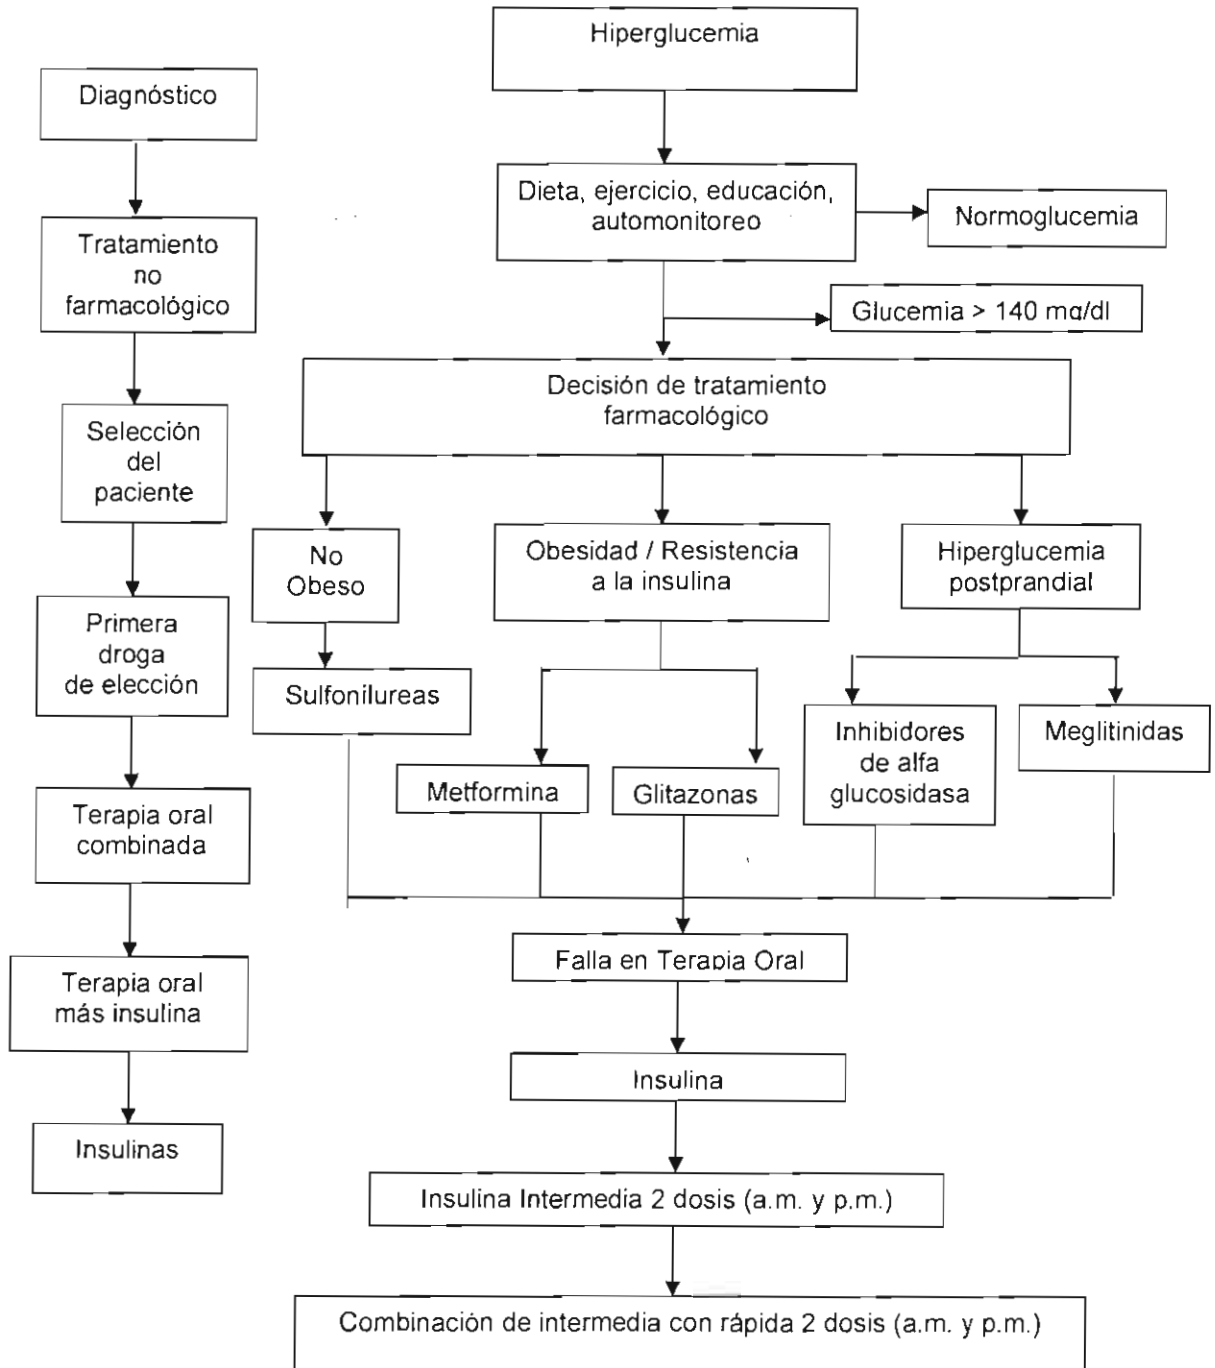 Diagnóstico
Tratamiento
no
farmacológico
Selección
del
paciente
Primera
droga
de elección
Terapia oral
combinada
Terapia oral
más insulina
Insulinas
Hiperglucemia
Dieta, ejercicio, educación,
automonitoreo
Normoglucemia
Glucemia > 140 mg/dl
Decisión de tratamiento
farmacológico
No
Obeso
Sulfonilureas
Obesidad / Resistencia
a la insulina
Metformina
Glitazonas
Hiperglucemia
postprandial
Inhibidores
de alfa
glucosidasa
Meglitinidas
Falla en Terapia Oral
Insulina
Insulina Intermedia 2 dosis (a.m. y p.m.)
Combinación de intermedia con rápida 2 dosis (a.m. y p.m.)